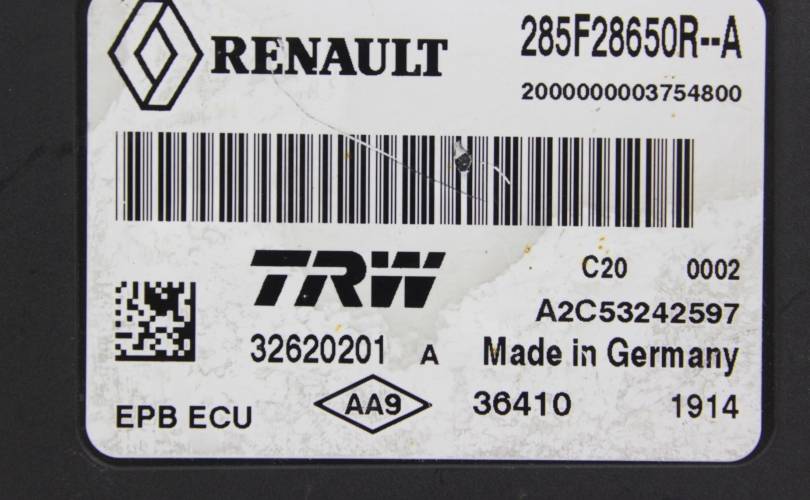 RENAULT
285F28650R--A
2000000003754800
TRW
C20 0002
A2C53242597
32620201 A Made in Germany
EPB ECU AA9 36410 1914